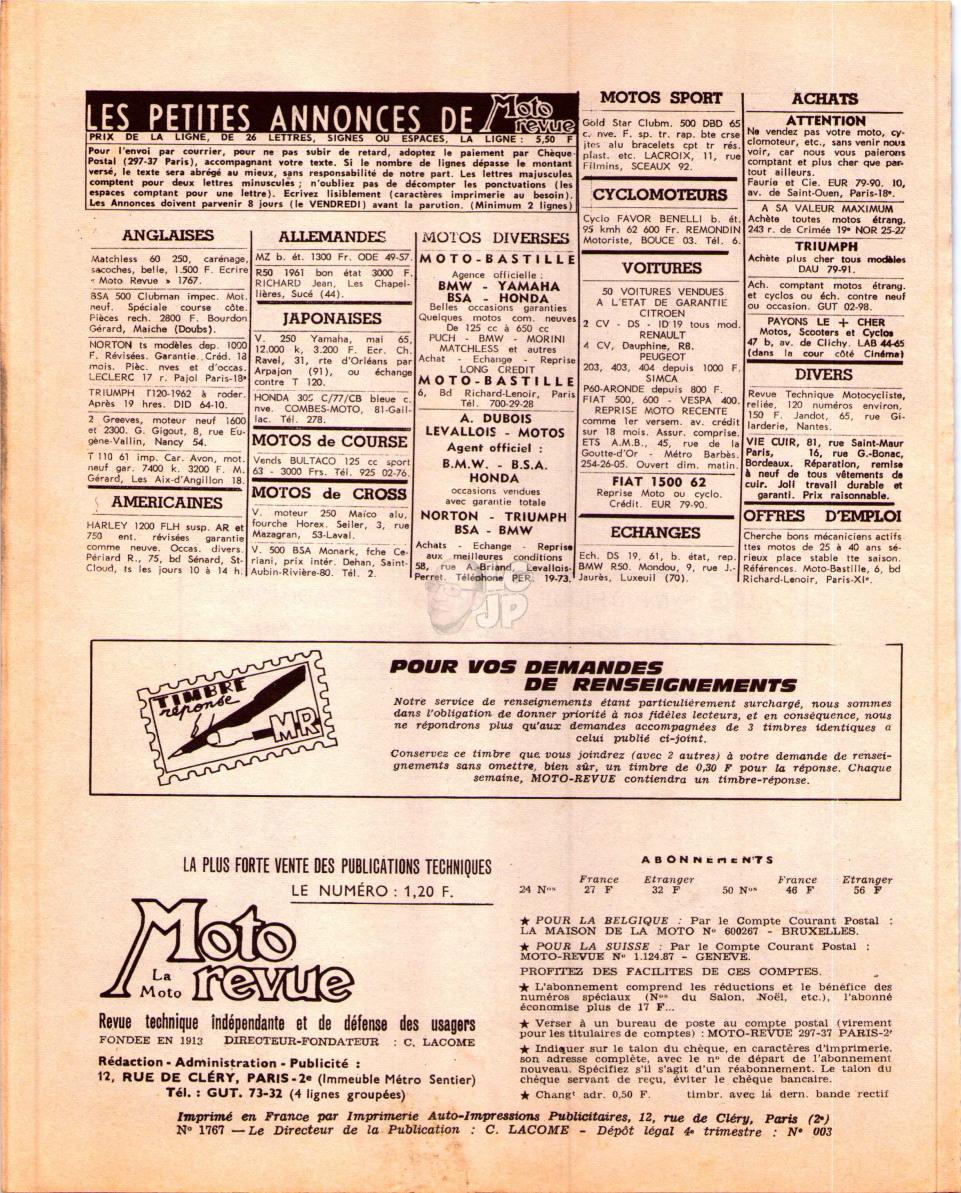 LES PETITES ANNONCES DE Moto revue
PRIX DE LA LIGNE, DE 26 LETTRES, SIGNES OU ESPACES, LA LIGNE : 5,50 F
Pour l'envoi par courrier, pour ne pas subir de retard, adoptez le paiement par Chèque
Postal (297-37 Paris), accompagnant votre texte. Si le nombre de lignes dépasse le montant
versé, le texte sera abrégé au mieux, sans responsabilité de notre part. Les lettres majuscules
comptent pour deux lettres minuscules ; n'oubliez pas de décompter les ponctuations (les
espaces comptant pour une lettre). Ecrivez lisiblement (caractères imprimerie au besoin).
Les Annonces doivent parvenir 8 jours (le VENDREDI) avant la parution. (Minimum 2 lignes)
ANGLAISES
Matchless 60 250, carénage,
sacoches, belle, 1.500 F. Ecrire
« Moto Revue » 1767.
BSA 500 Clubman impec. Mot.
neuf. Spéciale course côte.
Pièces rech. 2800 F. Bourdon
Gérard, Maiche (Doubs).
NORTON ts modèles dep. 1000
F. Révisées. Garantie. Créd. 18
mois. Pièc. nves et d'occas.
LECLERC 17 r. Pajol Paris-18e
TRIUMPH T120-1962 à roder.
Après 19 hres. DID 64-10.
2 Greeves, moteur neuf 1600
et 2300. G. Gigout, 8, rue Eu-
gène-Vallin, Nancy 54.
T 110 61 imp. Car. Avon, mot.
neuf gar. 7400 k. 3200 F. M.
Gérard, Les Aix-d'Angillon 18.
AMERICAINES
HARLEY 1200 FLH susp. AR et
750 ent. révisées garantie
comme neuve. Occas. divers.
Périard R., 75, bd Sénard, St-
Cloud, ts les jours 10 à 14 h.
ALLEMANDES
MZ b. ét. 1300 Fr. ODE 49-57.
R50 1961 bon état 3000 F.
RICHARD Jean, Les Chapel-
lières, Sucé (44).
JAPONAISES
V. 250 Yamaha, mai 65,
12.000 k, 3.200 F. Ecr. Ch.
Ravel, 31, rte d'Orléans par
Arpajon (91), ou échange
contre T 120.
HONDA 305 C/77/CB bleue c.
nve. COMBES-MOTO, 81-Gail-
lac. Tél. 278.
MOTOS de COURSE
Vends BULTACO 125 cc sport
63 - 3000 Frs. Tél. 925 02-76.
MOTOS de CROSS
V. moteur 250 Maïco alu,
fourche Horex. Seiler, 3, rue
Mazagran, 53-Laval.
V. 500 BSA Monark, fche Ce-
riani, prix intér. Dehan, Saint-
Aubin-Rivière-80. Tél. 2.
MOTOS DIVERSES
MOTO-BASTILLE
Agence officielle :
BMW - YAMAHA
BSA - HONDA
Belles occasions garanties
Quelques motos com. neuves
De 125 cc à 650 cc
PUCH - BMW - MORINI
MATCHLESS et autres
Achat - Echange - Reprise
LONG CREDIT
MOTO-BASTILLE
6, Bd Richard-Lenoir, Paris
Tél. 700-29-28
A. DUBOIS
LEVALLOIS - MOTOS
Agent officiel :
B.M.W. - B.S.A.
HONDA
occasions vendues
avec garantie totale
NORTON - TRIUMPH
BSA - BMW
Achats - Echange - Reprise
aux meilleures conditions
58, rue A.-Briand, Levallois-
Perret. Téléphone PER. 19-73.
MOTOS SPORT
Gold Star Clubm. 500 DBD 65
c. nve. F. sp. tr. rap. bte crse
jtes alu bracelets cpt tr rés.
plast. etc. LACROIX, 11, rue
Filmins, SCEAUX 92.
CYCLOMOTEURS
Cyclo FAVOR BENELLI b. ét.
95 kmh 62 600 Fr. REMONDIN
Motoriste, BOUCE 03. Tél. 6.
VOITURES
50 VOITURES VENDUES
A L'ETAT DE GARANTIE
CITROEN
2 CV - DS - ID 19 tous mod.
RENAULT
4 CV, Dauphine, R8.
PEUGEOT
203, 403, 404 depuis 1000 F.
SIMCA
P60-ARONDE depuis 800 F.
FIAT 500, 600 - VESPA 400.
REPRISE MOTO RECENTE
comme 1er versem. av. crédit
sur 18 mois. Assur. comprise.
ETS A.M.B., 45, rue de la
Goutte-d'Or - Métro Barbès.
254-26-05. Ouvert dim. matin.
FIAT 1500 62
Reprise Moto ou cyclo.
Crédit. EUR 79-90.
ECHANGES
Ech. DS 19, 61, b. état, rep.
BMW R50. Mondou, 9, rue J.-
Jaurès, Luxeuil (70).
ACHATS
ATTENTION
Ne vendez pas votre moto, cy-
clomoteur, etc., sans venir nous
voir, car nous vous paierons
comptant et plus cher que par-
tout ailleurs.
Faurie et Cie. EUR 79-90. 10,
av. de Saint-Ouen, Paris-18e.
A SA VALEUR MAXIMUM
Achète toutes motos étrang.
243 r. de Crimée 19e NOR 25-27
TRIUMPH
Achète plus cher tous modèles
DAU 79-91.
Ach. comptant motos étrang.
et cyclos ou éch. contre neuf
ou occasion. GUT 02-98.
PAYONS LE + CHER
Motos, Scooters et Cyclos
47 b, av. de Clichy. LAB 44-65
(dans la cour côté Cinéma)
DIVERS
Revue Technique Motocycliste,
reliée, 120 numéros environ,
150 F. Jandot, 65, rue Gi-
larderie, Nantes.
VIE CUIR, 81, rue Saint-Maur
Paris, 16, rue G.-Bonac,
Bordeaux. Réparation, remise
à neuf de tous vêtements de
cuir. Joli travail durable et
garanti. Prix raisonnable.
OFFRES D'EMPLOI
Cherche bons mécaniciens actifs
ttes motos de 25 à 40 ans sé-
rieux place stable tte saison.
Références. Moto-Bastille, 6, bd
Richard-Lenoir, Paris-XIe.
JP
TIMBRE
réponse
MR
POUR VOS DEMANDES
DE RENSEIGNEMENTS
Notre service de renseignements étant particulièrement surchargé, nous sommes
dans l'obligation de donner priorité à nos fidèles lecteurs, et en conséquence, nous
ne répondrons plus qu'aux demandes accompagnées de 3 timbres identiques a
celui publié ci-joint.
Conservez ce timbre que vous joindrez (avec 2 autres) à votre demande de rensei-
gnements sans omettre, bien sûr, un timbre de 0,30 F pour la réponse. Chaque
semaine, MOTO-REVUE contiendra un timbre-réponse.
LA PLUS FORTE VENTE DES PUBLICATIONS TECHNIQUES
LE NUMÉRO : 1,20 F.
La Moto
Moto revue
Revue technique indépendante et de défense des usagers
FONDEE EN 1913 DIRECTEUR-FONDATEUR : C. LACOME
Rédaction - Administration - Publicité :
12, RUE DE CLÉRY, PARIS-2e (Immeuble Métro Sentier)
Tél. : GUT. 73-32 (4 lignes groupées)
ABONNEMENTS
France Etranger France Etranger
24 Nos 27 F 32 F 50 Nos 46 F 56 F
★ POUR LA BELGIQUE : Par le Compte Courant Postal :
LA MAISON DE LA MOTO No 600267 - BRUXELLES.
★ POUR LA SUISSE : Par le Compte Courant Postal :
MOTO-REVUE No 1.124.87 - GENEVE.
PROFITEZ DES FACILITES DE CES COMPTES.
★ L'abonnement comprend les réductions et le bénéfice des
numéros spéciaux (Nos du Salon, Noël, etc.), l'abonné
économise plus de 17 F...
★ Verser à un bureau de poste au compte postal (virement
pour les titulaires de comptes) : MOTO-REVUE 297-37 PARIS-2e
★ Indiquer sur le talon du chèque, en caractères d'imprimerie,
son adresse complète, avec le no de départ de l'abonnement
nouveau. Spécifiez s'il s'agit d'un réabonnement. Le talon du
chèque servant de reçu, éviter le chèque bancaire.
★ Changt adr. 0,50 F. timbr. avec là dern. bande rectif
Imprimé en France par Imprimerie Auto-Impressions Publicitaires, 12, rue de Cléry, Paris (2e)
No 1767 — Le Directeur de la Publication : C. LACOME - Dépôt légal 4e trimestre : No 003